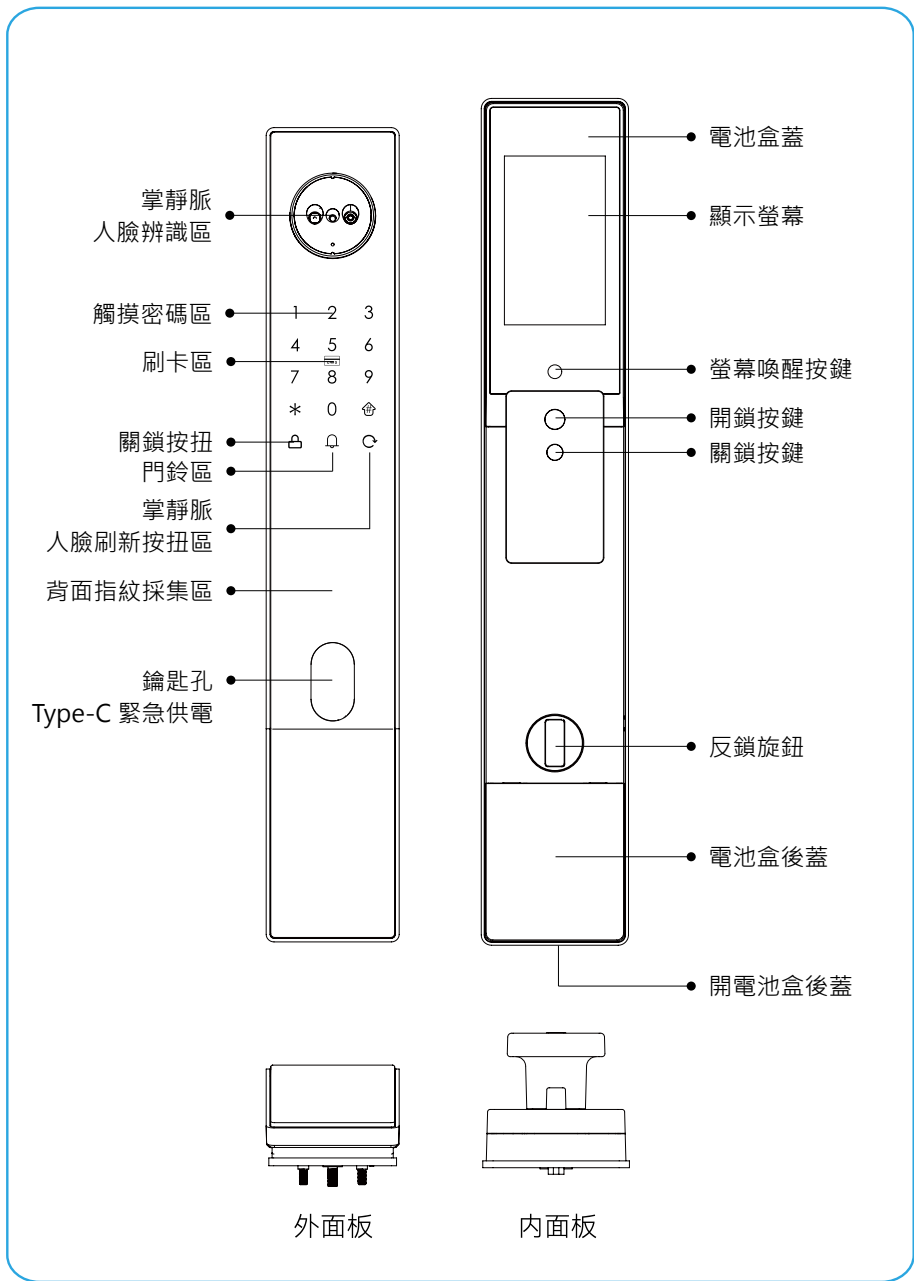 掌靜脈
人臉辨識區
觸摸密碼區
刷卡區
關鎖按扭
門鈴區
掌靜脈
人臉刷新按扭區
背面指紋採集區
鑰匙孔
Type-C 緊急供電
1 2 3
4 5 6
7 8 9
* 0 #
電池盒蓋
顯示螢幕
螢幕喚醒按鍵
開鎖按鍵
關鎖按鍵
反鎖旋鈕
電池盒後蓋
開電池盒後蓋
外面板
內面板